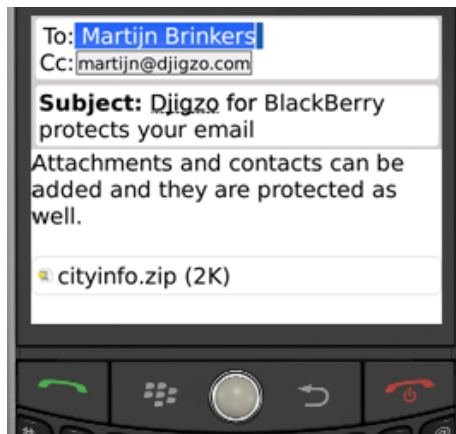 To: Martijn Brinkers
Cc: martijn@djigzo.com
Subject: Djigzo for BlackBerry
protects your email
Attachments and contacts can be
added and they are protected as
well.
cityinfo.zip (2K)